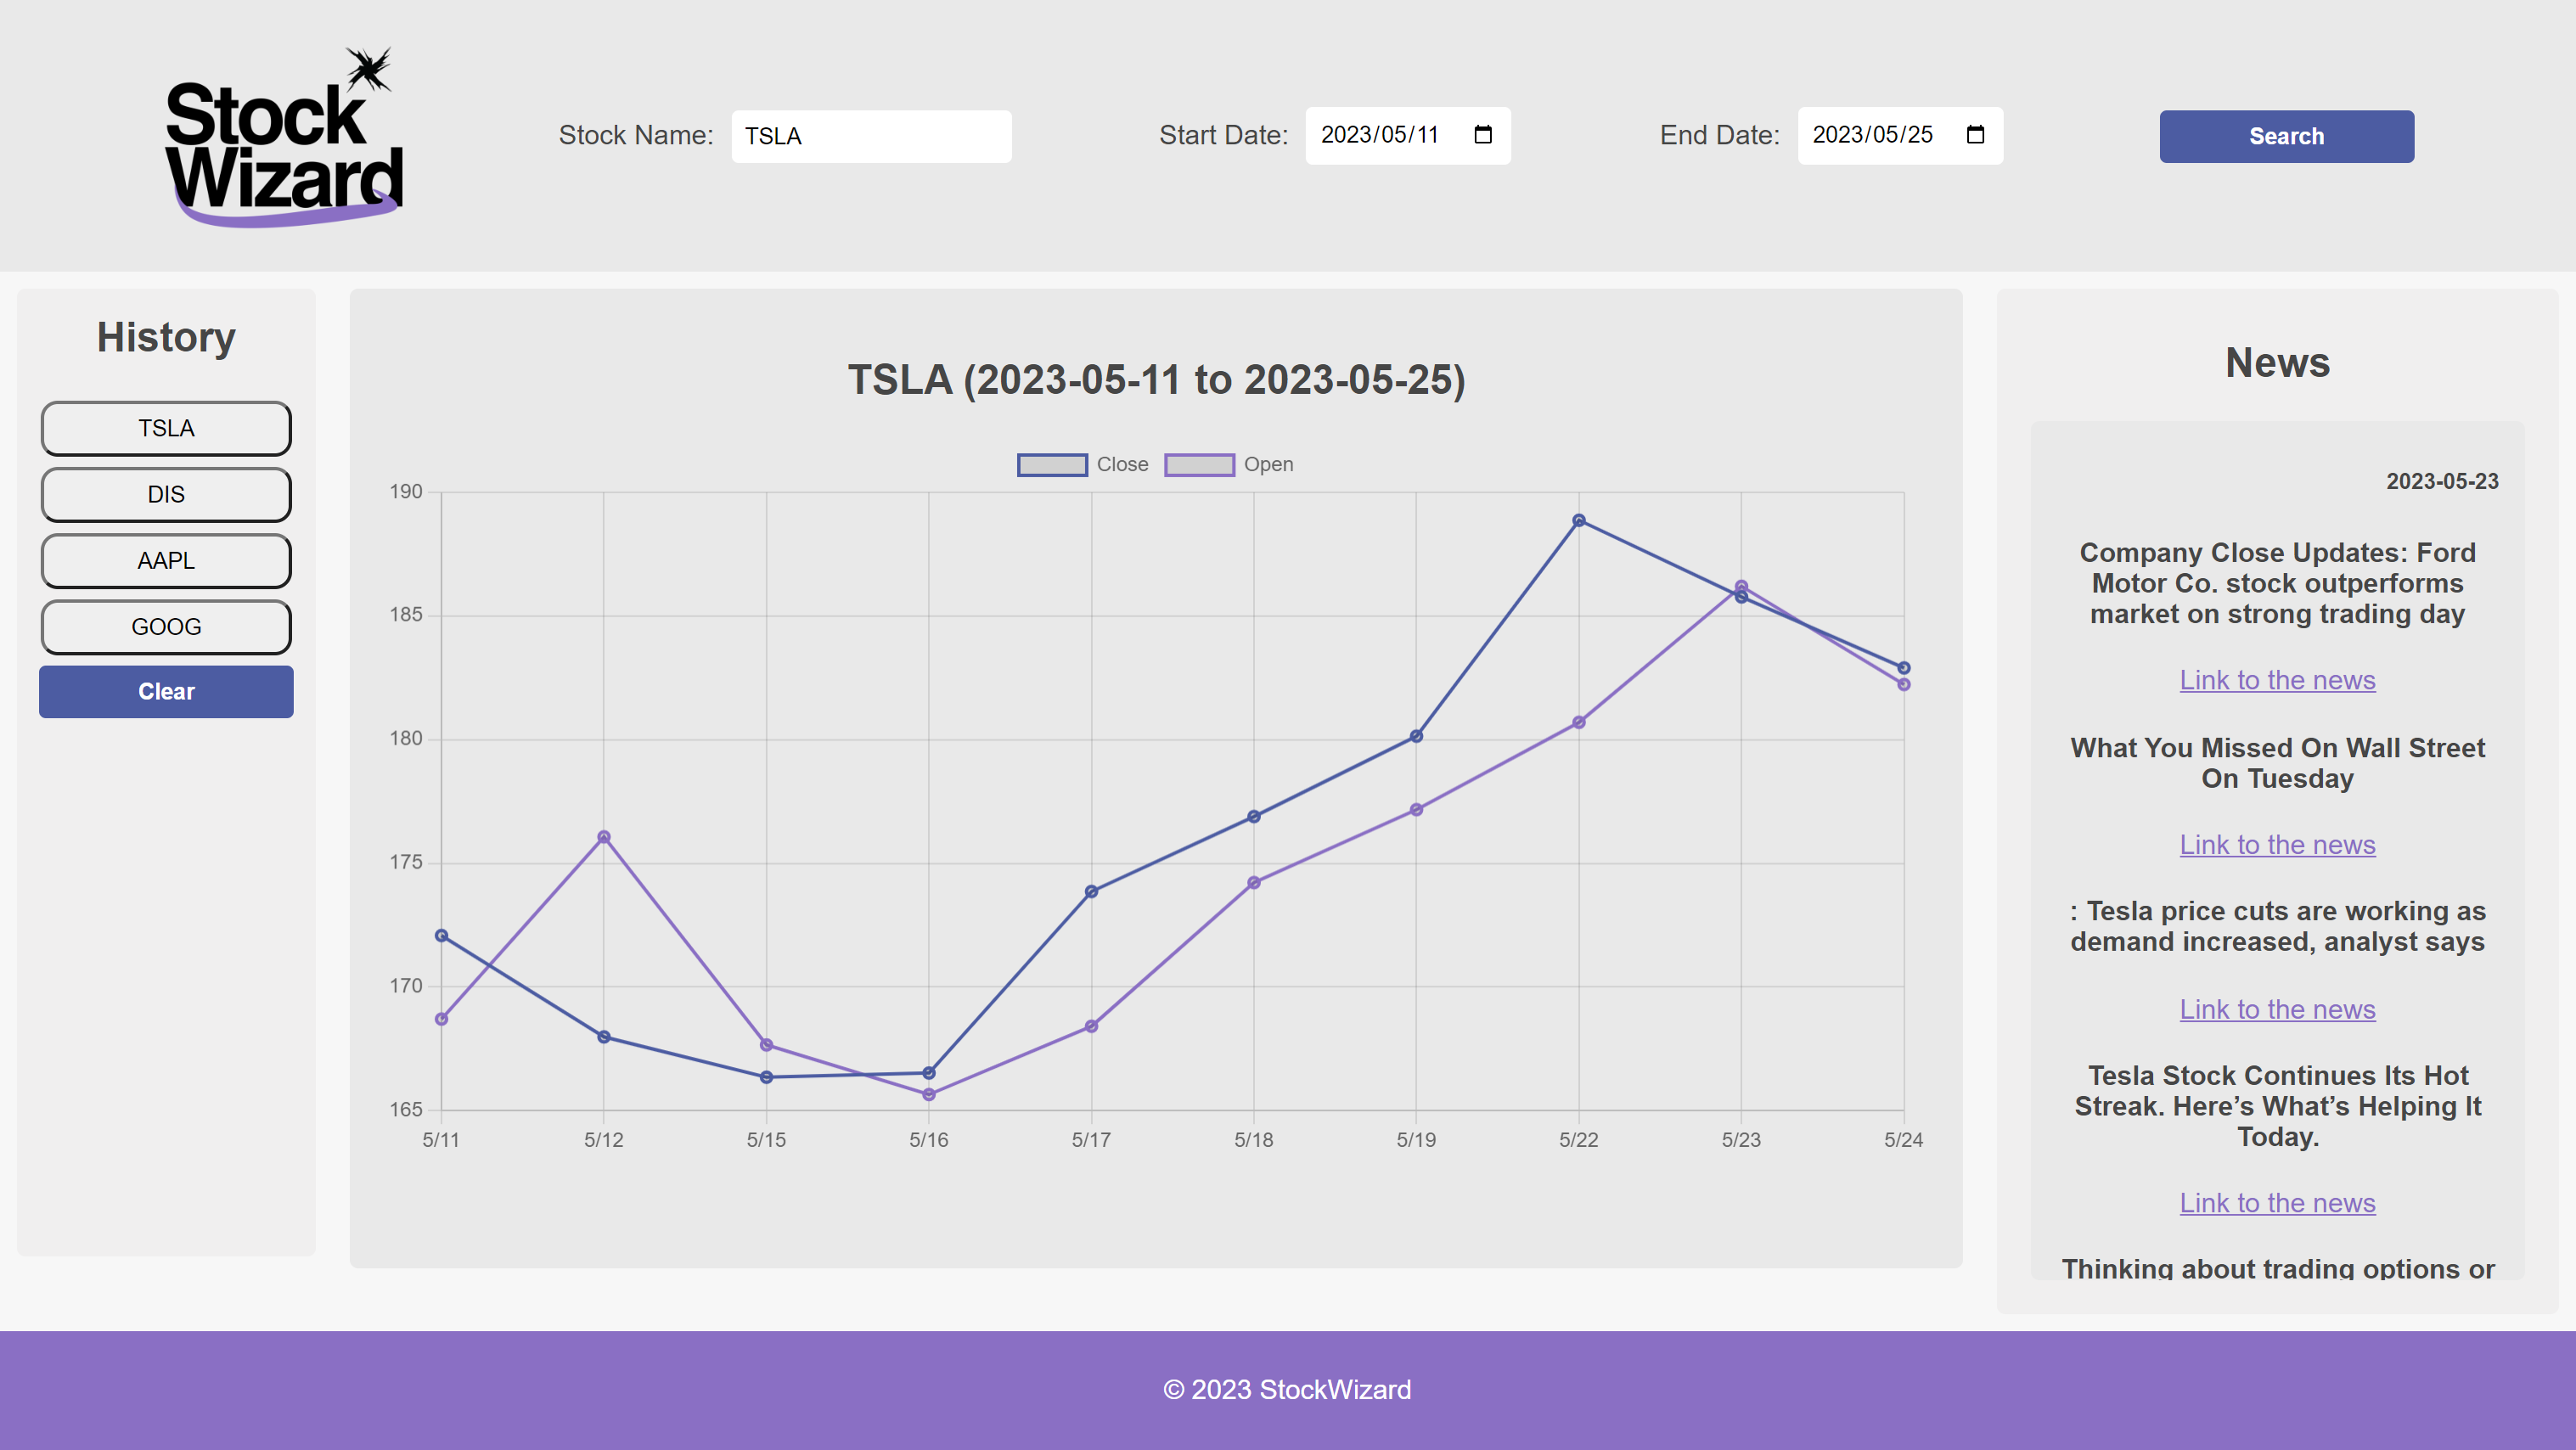 Stock
Wizard
Stock Name: TSLA
Start Date: 2023/05/11
End Date: 2023/05/25
Search
History
TSLA
DIS
AAPL
GOOG
Clear
TSLA (2023-05-11 to 2023-05-25)
Close Open
190
185
180
175
170
165
5/11 5/12 5/15 5/16 5/17 5/18 5/19 5/22 5/23 5/24
News
2023-05-23
Company Close Updates: Ford
Motor Co. stock outperforms
market on strong trading day
Link to the news
What You Missed On Wall Street
On Tuesday
Link to the news
: Tesla price cuts are working as
demand increased, analyst says
Link to the news
Tesla Stock Continues Its Hot
Streak. Here’s What’s Helping It
Today.
Link to the news
Thinking about trading options or
© 2023 StockWizard